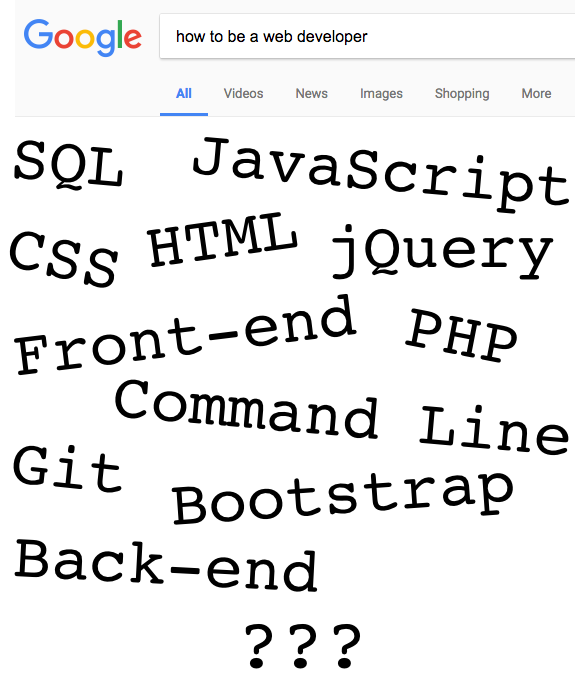 Google how to be a web developer
All Videos News Images Shopping More
SQL JavaScript
CSS HTML jQuery
Front-end PHP
Command Line
Git Bootstrap
Back-end
???